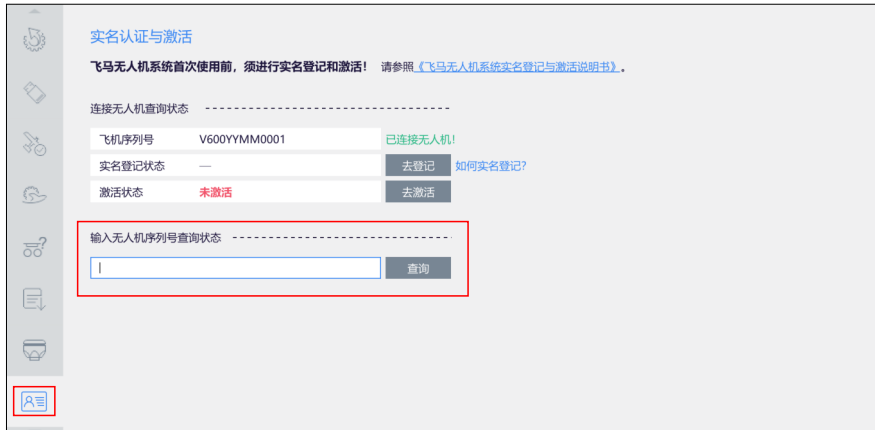 实名认证与激活
飞马无人机系统首次使用前，须进行实名登记和激活！ 请参照《飞马无人机系统实名登记与激活说明书》。
连接无人机查询状态
飞机序列号 V600YYMM0001 已连接无人机!
实名登记状态 — 去登记 如何实名登记?
激活状态 未激活 去激活
输入无人机序列号查询状态
查询